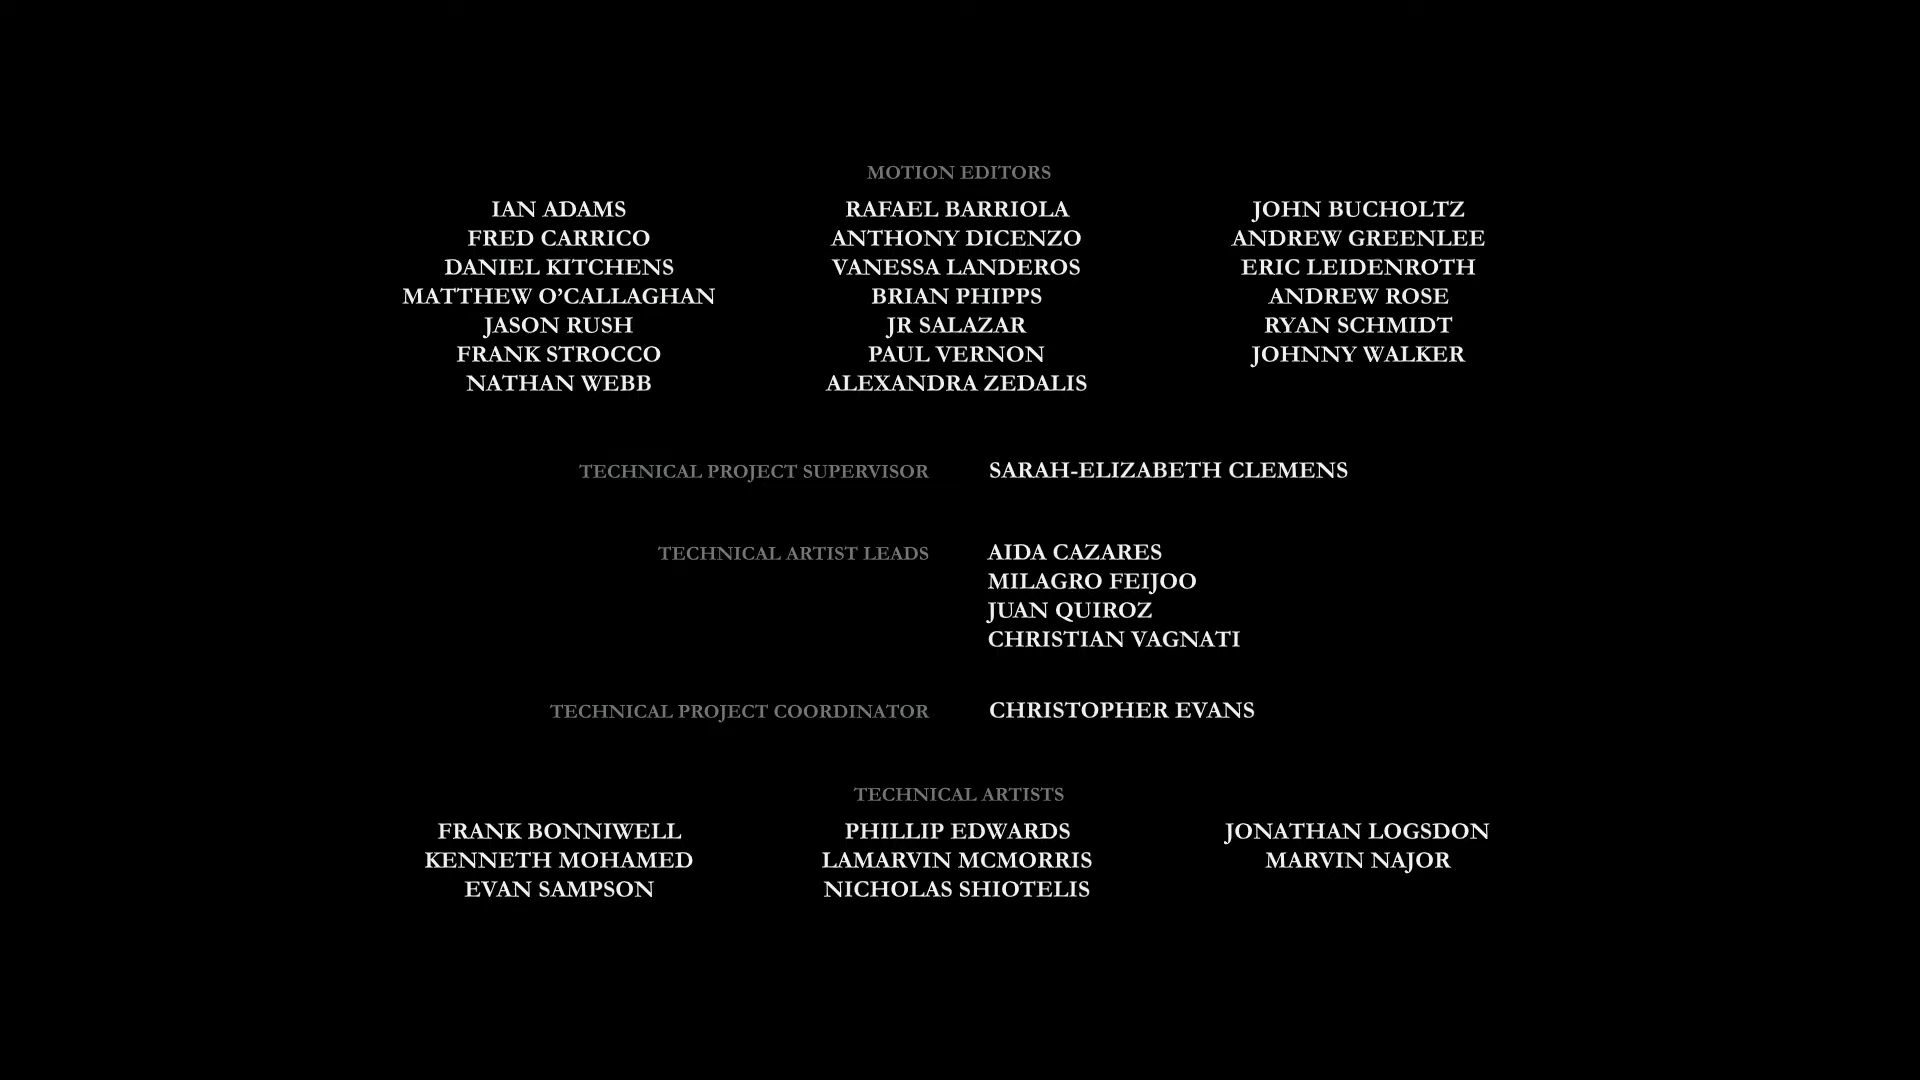 MOTION EDITORS
IAN ADAMS RAFAEL BARRIOLA JOHN BUCHOLTZ
FRED CARRICO ANTHONY DICENZO ANDREW GREENLEE
DANIEL KITCHENS VANESSA LANDEROS ERIC LEIDENROTH
MATTHEW O’CALLAGHAN BRIAN PHIPPS ANDREW ROSE
JASON RUSH JR SALAZAR RYAN SCHMIDT
FRANK STROCCO PAUL VERNON JOHNNY WALKER
NATHAN WEBB ALEXANDRA ZEDALIS
TECHNICAL PROJECT SUPERVISOR SARAH-ELIZABETH CLEMENS
TECHNICAL ARTIST LEADS AIDA CAZARES
MILAGRO FEIJOO
JUAN QUIROZ
CHRISTIAN VAGNATI
TECHNICAL PROJECT COORDINATOR CHRISTOPHER EVANS
TECHNICAL ARTISTS
FRANK BONNIWELL PHILLIP EDWARDS JONATHAN LOGSDON
KENNETH MOHAMED LAMARVIN MCMORRIS MARVIN NAJOR
EVAN SAMPSON NICHOLAS SHIOTELIS